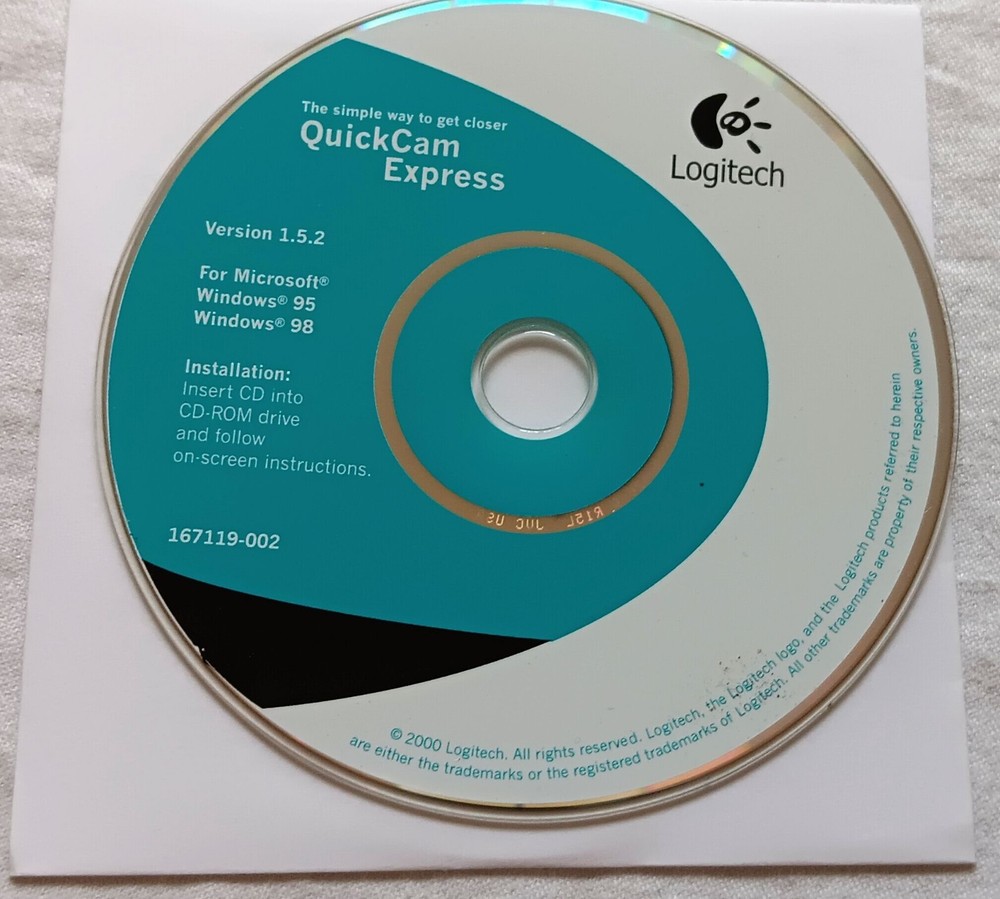 The simple way to get closer
QuickCam
Express
Logitech
Version 1.5.2
For Microsoft®
Windows® 95
Windows® 98
Installation:
Insert CD into
CD-ROM drive
and follow
on-screen instructions.
167119-002
© 2000 Logitech. All rights reserved. Logitech, the Logitech logo, and the Logitech products referred to herein
are either the trademarks or the registered trademarks of Logitech. All other trademarks are property of their respective owners.